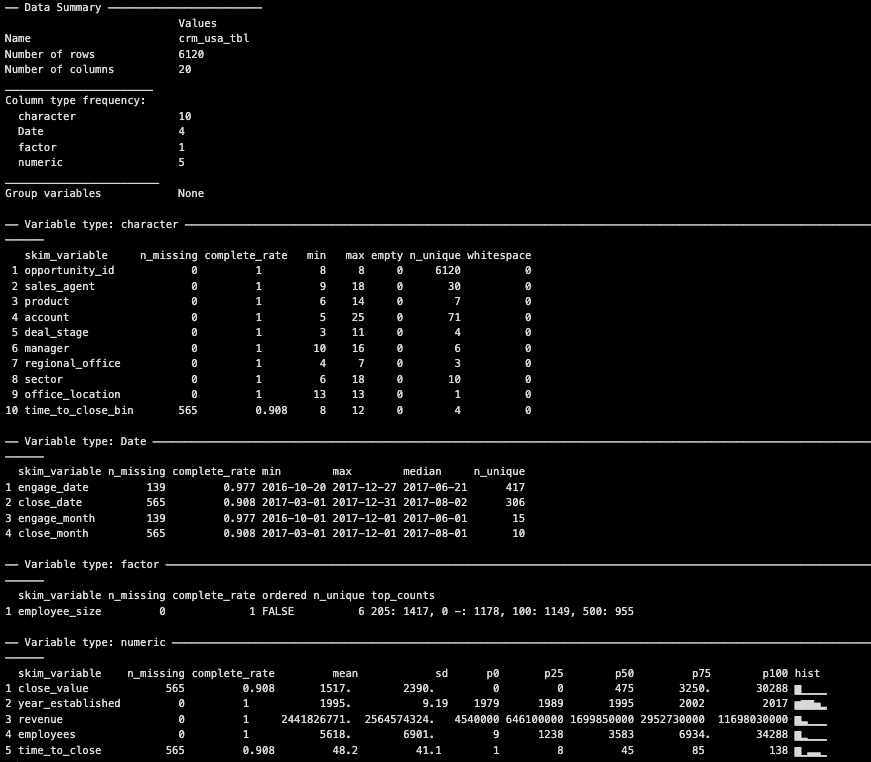 ── Data Summary ────────────────────────
                           Values
Name                       crm_usa_tbl
Number of rows             6120
Number of columns          20
_______________________
Column type frequency:
  character                10
  Date                     4
  factor                   1
  numeric                  5
________________________
Group variables            None

── Variable type: character ────────────────────────
   skim_variable    n_missing complete_rate   min   max empty n_unique whitespace
 1 opportunity_id           0         1         8     8     0     6120          0
 2 sales_agent              0         1         9    18     0       30          0
 3 product                  0         1         6    14     0        7          0
 4 account                  0         1         5    25     0       71          0
 5 deal_stage               0         1         3    11     0        4          0
 6 manager                  0         1        10    16     0        6          0
 7 regional_office          0         1         4     7     0        3          0
 8 sector                   0         1         6    18     0       10          0
 9 office_location          0         1        13    13     0        1          0
10 time_to_close_bin      565         0.908     8    12     0        4          0

── Variable type: Date ────────────────────────
  skim_variable n_missing complete_rate min        max        median     n_unique
1 engage_date         139         0.977 2016-10-20 2017-12-27 2017-06-21      417
2 close_date          565         0.908 2017-03-01 2017-12-31 2017-08-02      306
3 engage_month        139         0.977 2016-10-01 2017-12-01 2017-06-01       15
4 close_month         565         0.908 2017-03-01 2017-12-01 2017-08-01       10

── Variable type: factor ────────────────────────
  skim_variable n_missing complete_rate ordered n_unique top_counts
1 employee_size         0             1 FALSE          6 205: 1417, 0 –: 1178, 100: 1149, 500: 955

── Variable type: numeric ────────────────────────
  skim_variable    n_missing complete_rate        mean           sd      p0       p25        p50        p75        p100 hist
1 close_value            565         0.908       1517.        2390.       0         0        475      3250.       30288 ▇▁▁▁▁
2 year_established         0         1           1995.         9.19    1979      1989       1995      2002         2017 ▅▇▇▅▂
3 revenue                  0         1     2441826771.  2564574324. 4540000 646100000 1699850000 2952730000 11698030000 ▇▂▁▁▁
4 employees                0         1           5618.        6901.       9      1238       3583      6934.       34288 ▇▂▁▁▁
5 time_to_close          565         0.908         48.2        41.1       1         8         45        85          138 ▇▁▃▃▂